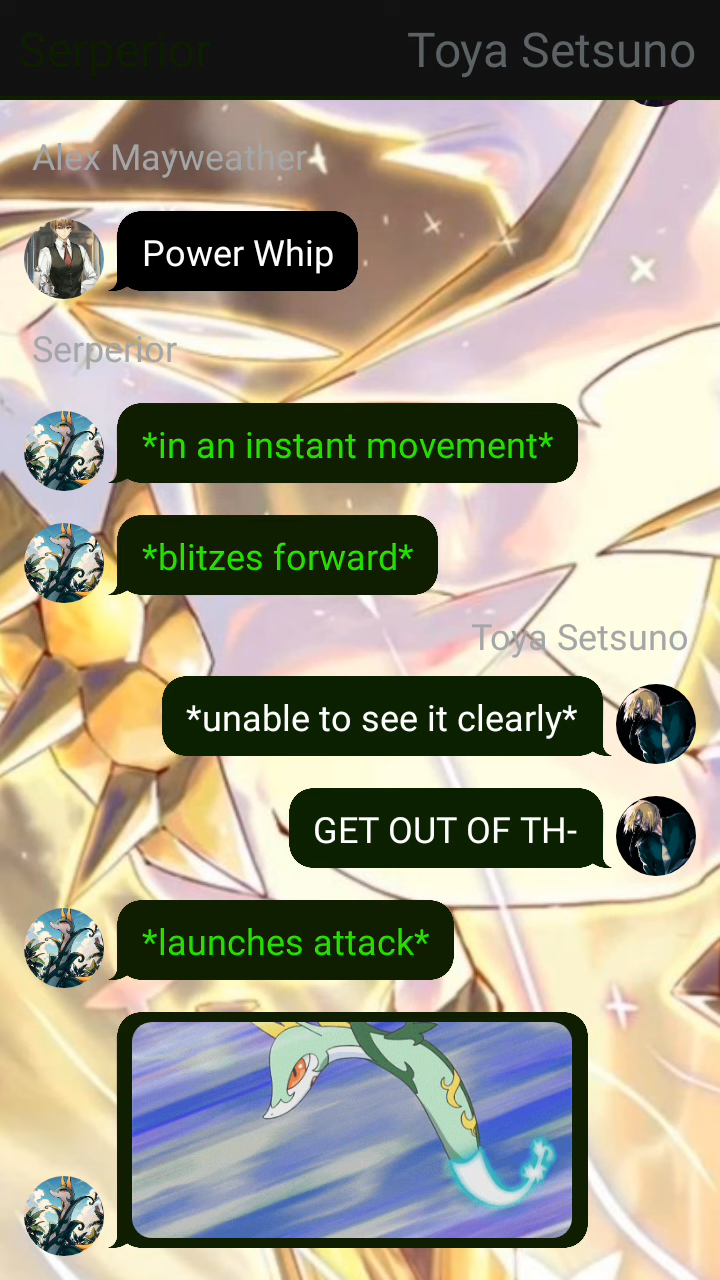 Serperior
Toya Setsuno
Alex Mayweather
Power Whip
Serperior
*in an instant movement*
*blitzes forward*
Toya Setsuno
*unable to see it clearly*
GET OUT OF TH-
*launches attack*